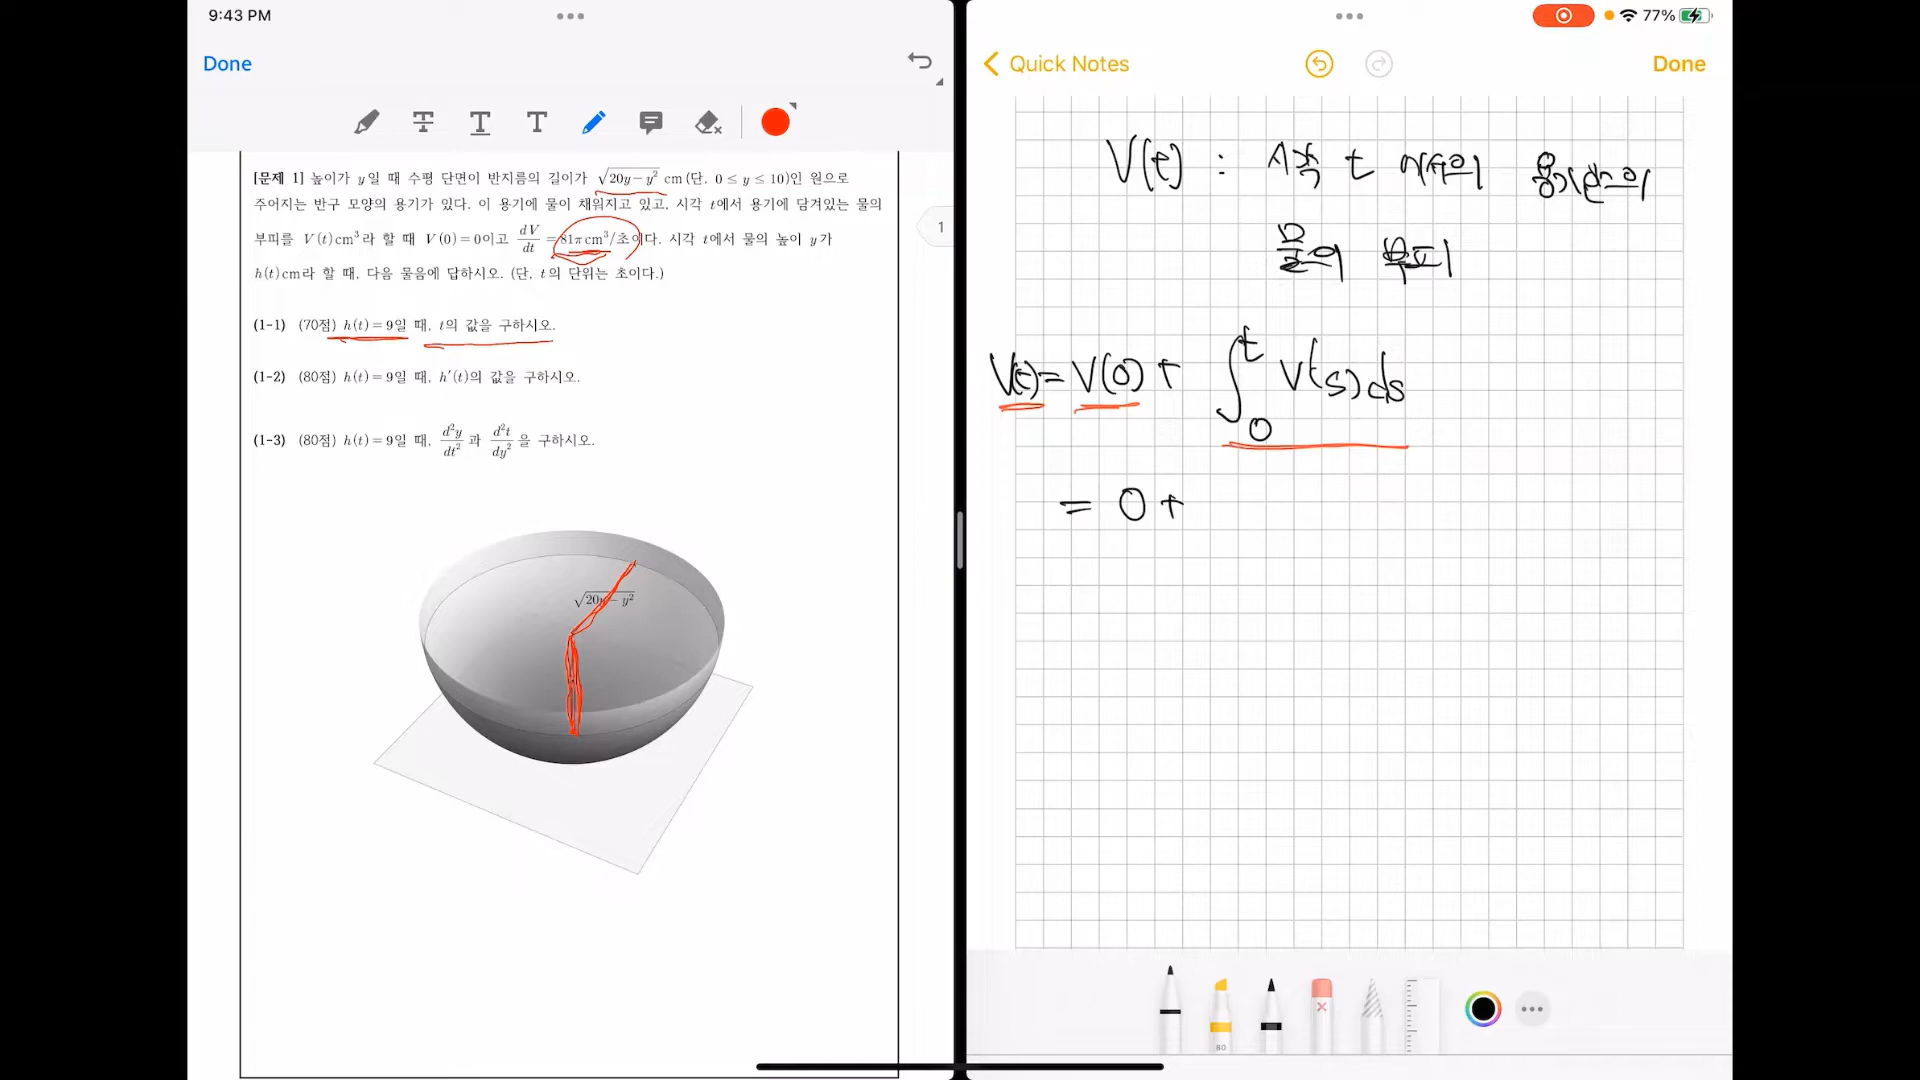 9:43 PM
Done
[문제 1] 높이가 y일 때 수평 단면이 반지름의 길이가 √(20y−y²) cm(단, 0 ≤ y ≤ 10)인 원으로
주어지는 반구 모양의 용기가 있다. 이 용기에 물이 채워지고 있고, 시각 t에서 용기에 담겨있는 물의
부피를 V(t)cm³라 할 때 V(0)=0이고 dV/dt = 81π cm³/초이다. 시각 t에서 물의 높이 y가
h(t)cm라 할 때, 다음 물음에 답하시오. (단, t의 단위는 초이다.)
1
(1-1) (70점) h(t)=9일 때, t의 값을 구하시오.
(1-2) (80점) h(t)=9일 때, h′(t)의 값을 구하시오.
(1-3) (80점) h(t)=9일 때, d²y/dt² 과 d²t/dy² 을 구하시오.
√(20y−y²)
77%
Quick Notes
Done
V(t) : 시각 t 에서의 용기안의
물의 부피
V(t)= V(0)+ ∫₀ᵗ V′(s)ds
= 0+
80